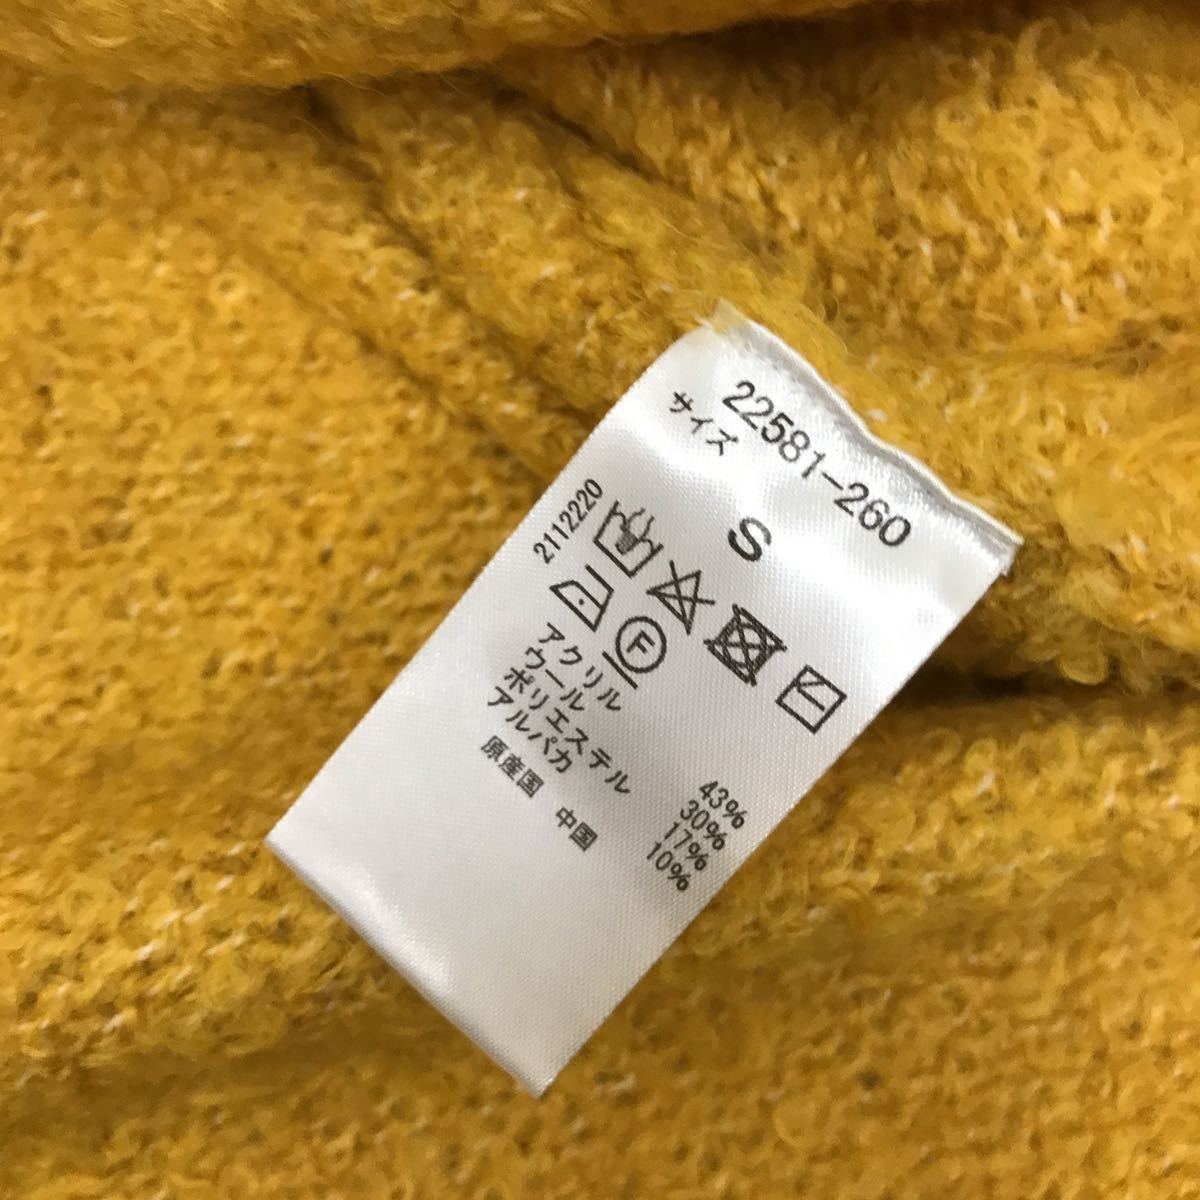 22581-260
サイズ
S
2112220
F
アクリル 43%
ウール 30%
ポリエステル 17%
アルパカ 10%
原産国 中国